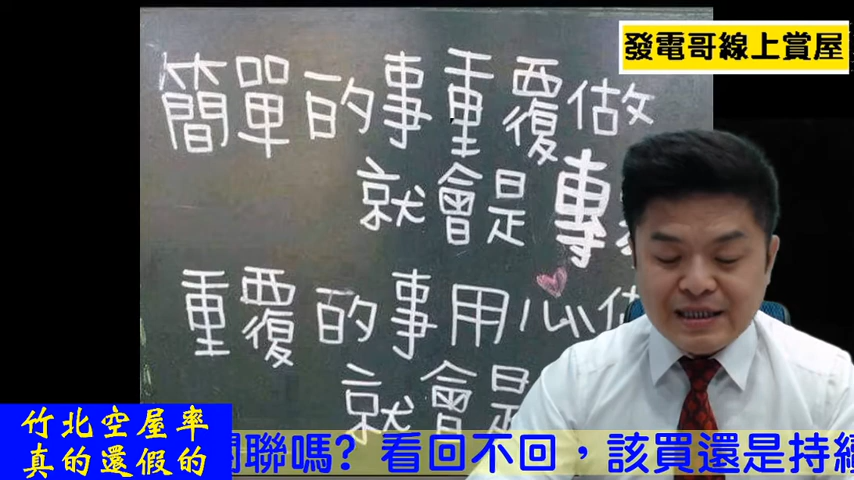 發電哥線上賞屋
簡單的事重覆做
就會是專
重覆的事用心
就會是
竹北空屋率
真的還假的
聯嗎？看回不回，該買還是持